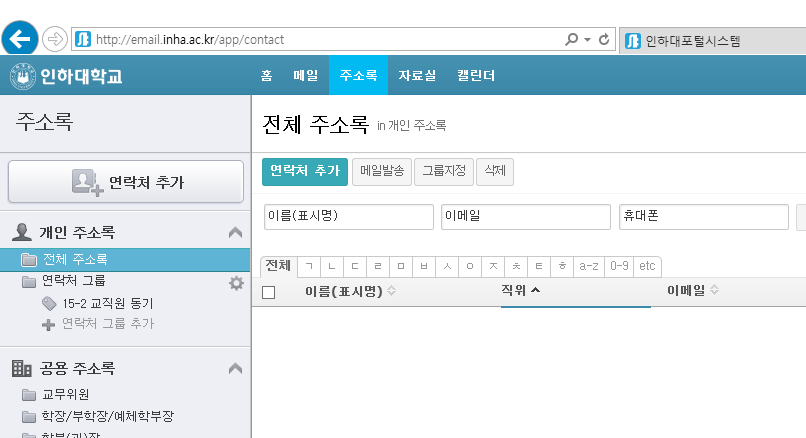 http://email.inha.ac.kr/app/contact
인하대포털시스템
인하대학교
홈 메일 주소록 자료실 캘린더
주소록
전체 주소록 in 개인 주소록
연락처 추가
연락처 추가 메일발송 그룹지정 삭제
개인 주소록
이름(표시명) 이메일 휴대폰
전체 주소록
연락처 그룹
전체 ㄱ ㄴ ㄷ ㄹ ㅁ ㅂ ㅅ ㅇ ㅈ ㅊ ㅌ ㅎ a-z 0-9 etc
이름(표시명) 직위 이메일
15-2 교직원 동기
연락처 그룹 추가
공용 주소록
교무위원
학장/부학장/예체학부장